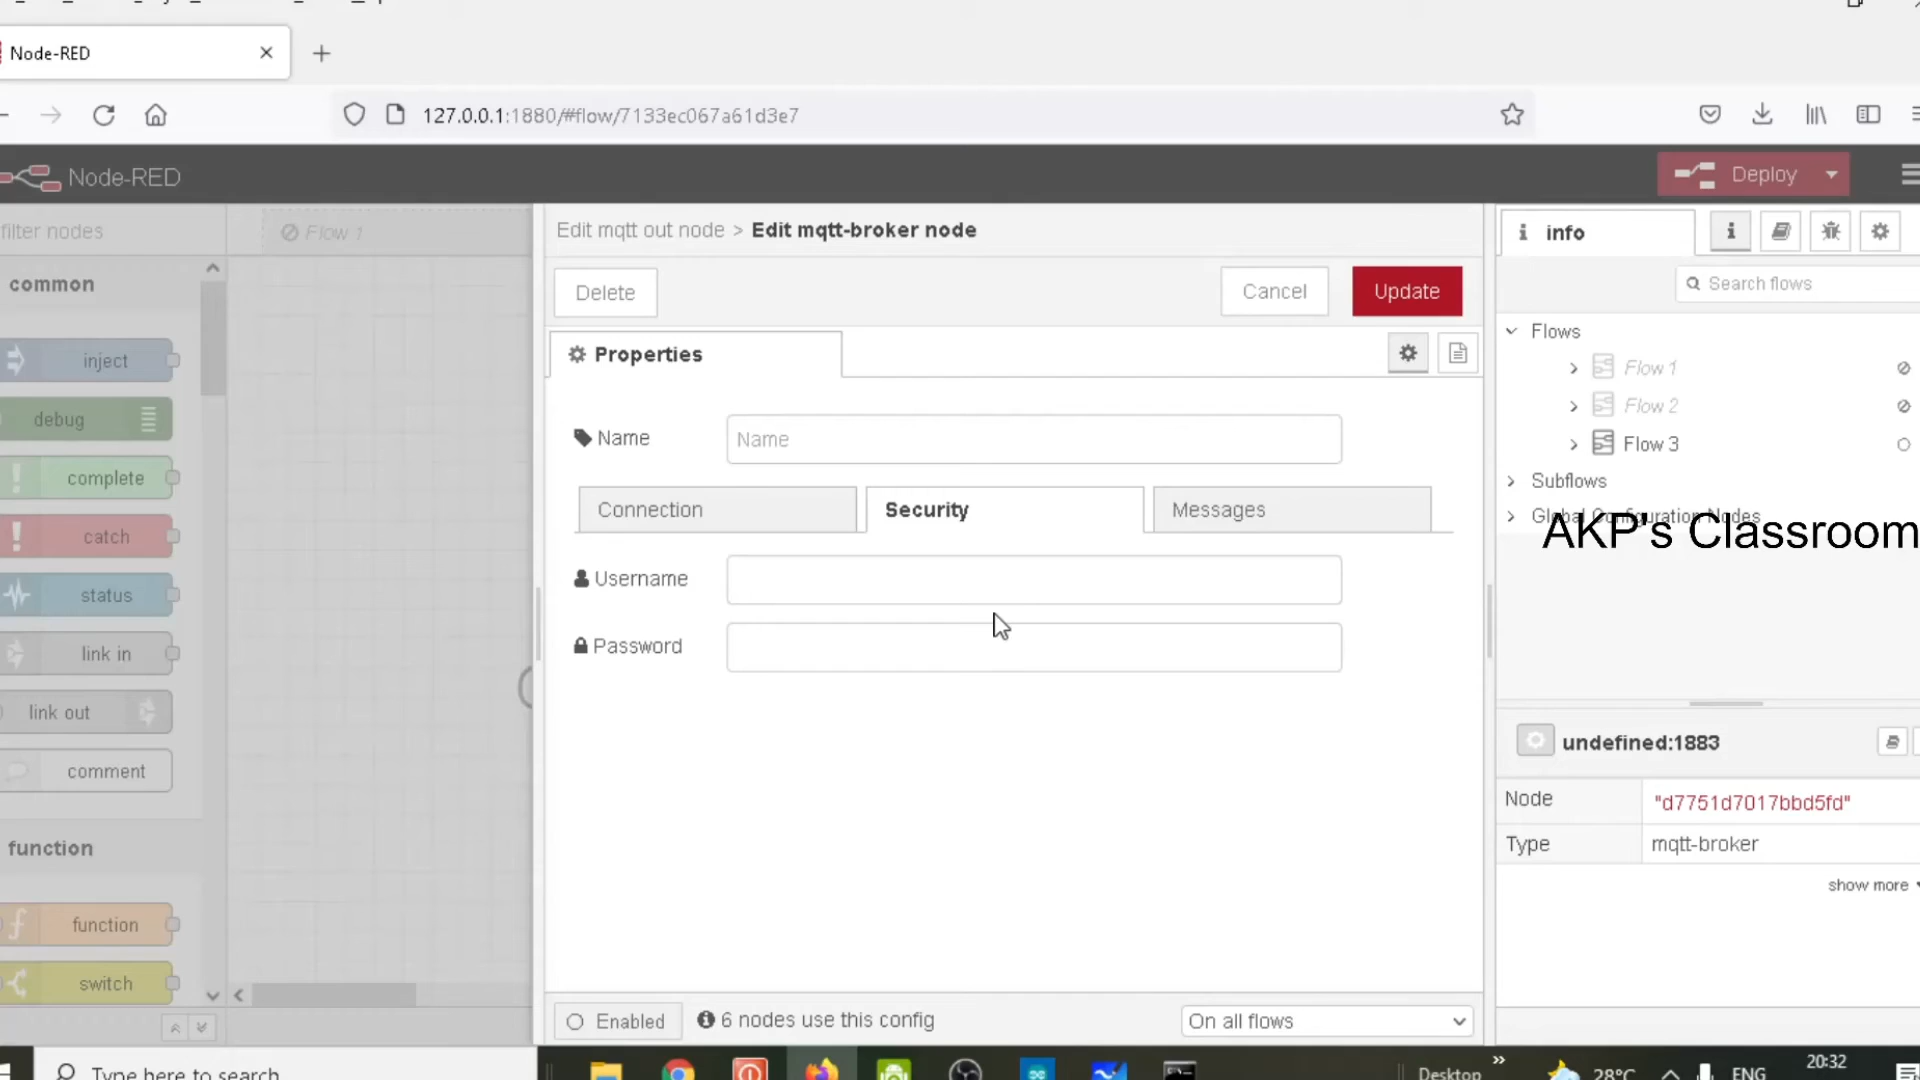 Node-RED
127.0.0.1:1880/#flow/7133ec067a61d3e7
Node-RED
Deploy
filter nodes
Flow 1
Edit mqtt out node > Edit mqtt-broker node
info
common
Delete
Cancel
Update
Search flows
Properties
Flows
inject
Flow 1
debug
Flow 2
Name
Name
Flow 3
complete
Subflows
Connection
Security
Messages
Global Configuration Nodes
AKP's Classroom
catch
Username
status
Password
link in
link out
undefined:1883
comment
Node
"d7751d7017bbd5fd"
Type
mqtt-broker
function
show more
function
switch
Enabled
6 nodes use this config
On all flows
Type here to search
Desktop
28°C
ENG
20:32